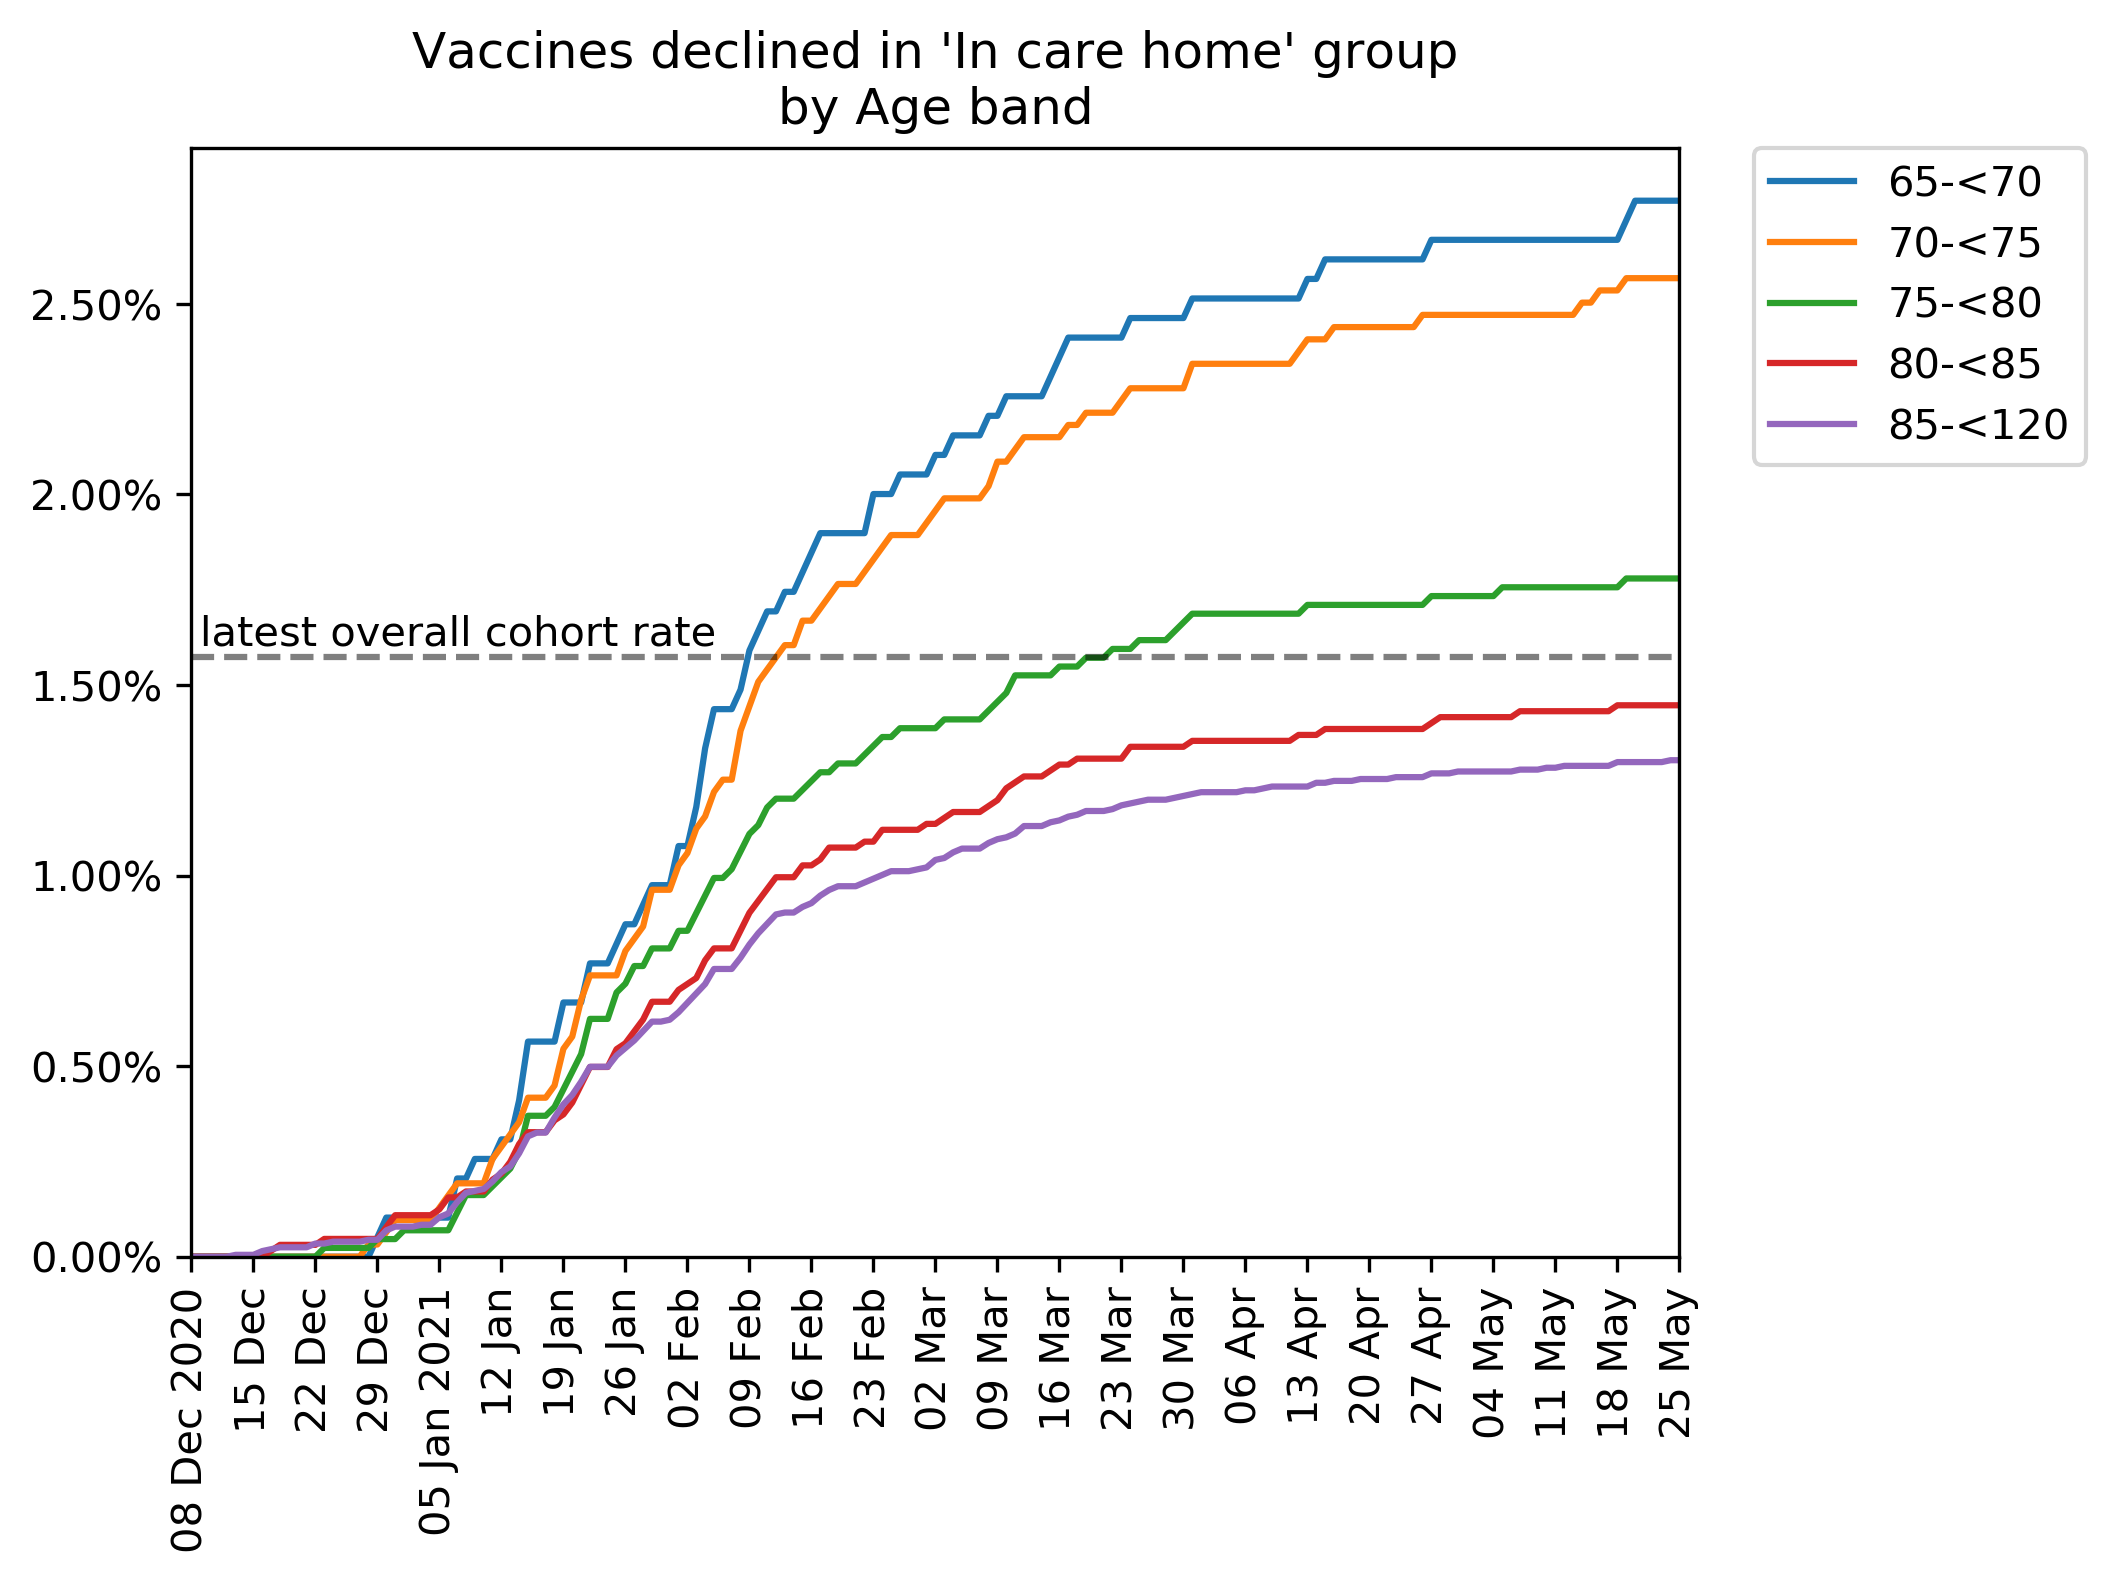 Vaccines declined in 'In care home' group
by Age band
65-<70
70-<75
75-<80
80-<85
85-<120
2.50%
2.00%
latest overall cohort rate
1.50%
1.00%
0.50%
0.00%
08 Dec 2020
15 Dec
22 Dec
29 Dec
05 Jan 2021
12 Jan
19 Jan
26 Jan
02 Feb
09 Feb
16 Feb
23 Feb
02 Mar
09 Mar
16 Mar
23 Mar
30 Mar
06 Apr
13 Apr
20 Apr
27 Apr
04 May
11 May
18 May
25 May